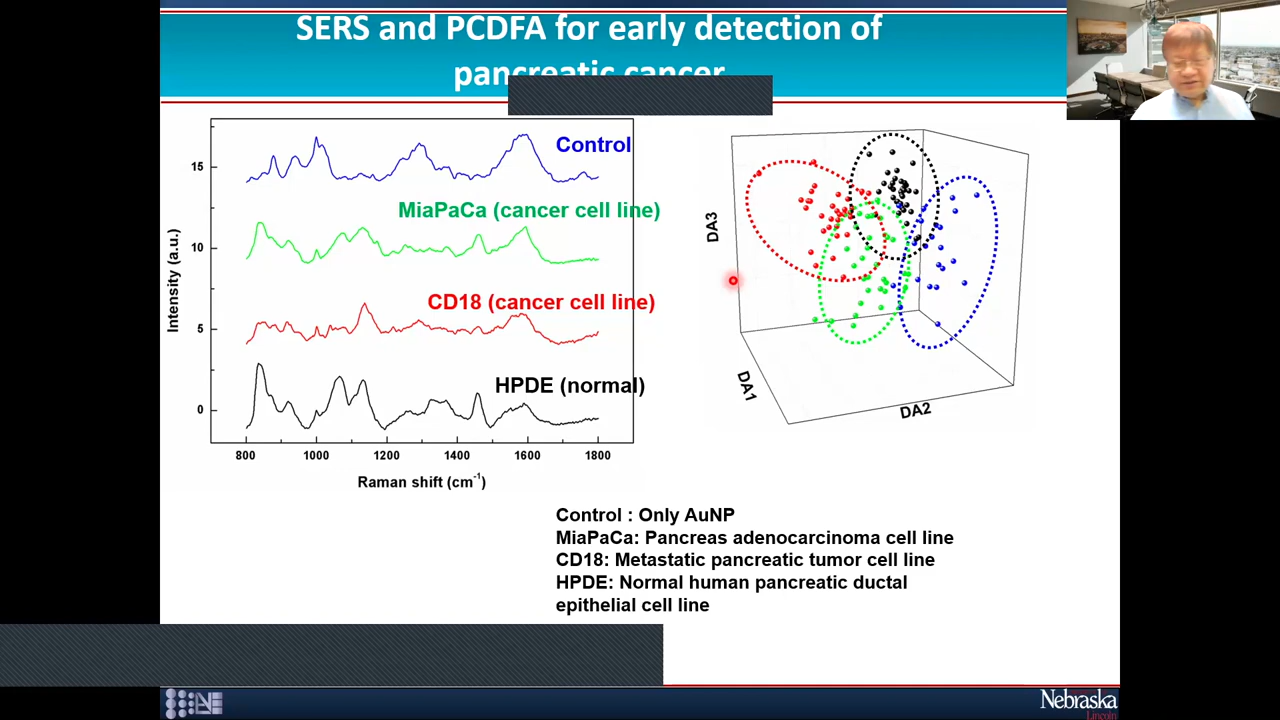 SERS and PCDFA for early detection of
pancreatic cancer
Control
MiaPaCa (cancer cell line)
CD18 (cancer cell line)
HPDE (normal)
15
10
5
0
Intensity (a.u.)
800 1000 1200 1400 1600 1800
Raman shift (cm-1)
DA3
DA1
DA2
Control : Only AuNP
MiaPaCa: Pancreas adenocarcinoma cell line
CD18: Metastatic pancreatic tumor cell line
HPDE: Normal human pancreatic ductal
epithelial cell line
Nebraska
Lincoln